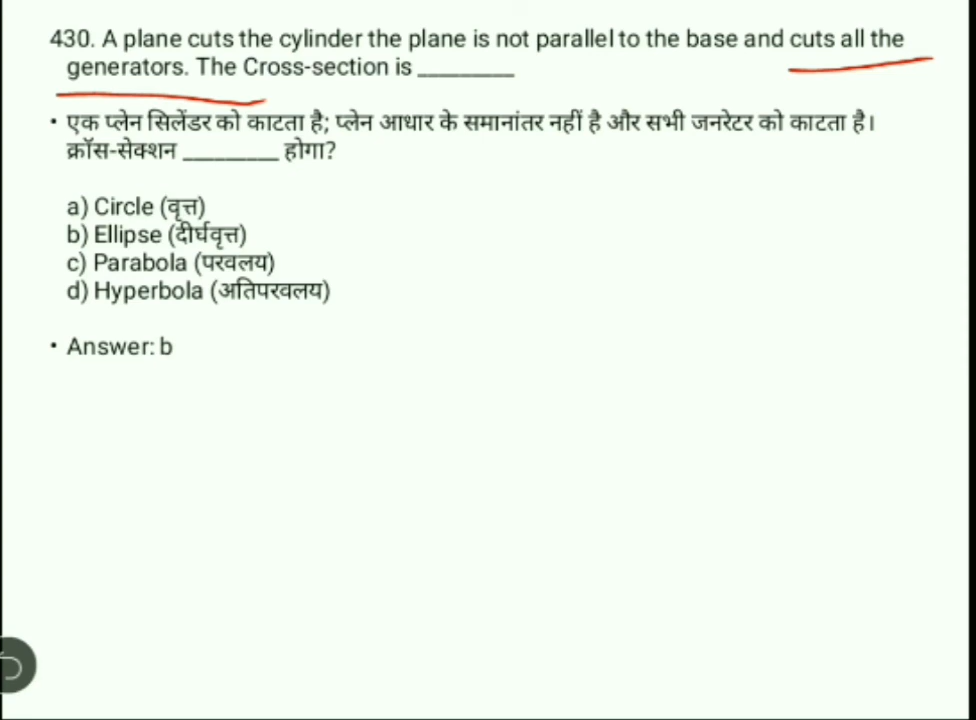 430. A plane cuts the cylinder the plane is not parallel to the base and cuts all the
generators. The Cross-section is ________
• एक प्लेन सिलेंडर को काटता है; प्लेन आधार के समानांतर नहीं है और सभी जनरेटर को काटता है।
क्रॉस-सेक्शन ________ होगा?
a) Circle (वृत्त)
b) Ellipse (दीर्घवृत्त)
c) Parabola (परवलय)
d) Hyperbola (अतिपरवलय)
• Answer: b